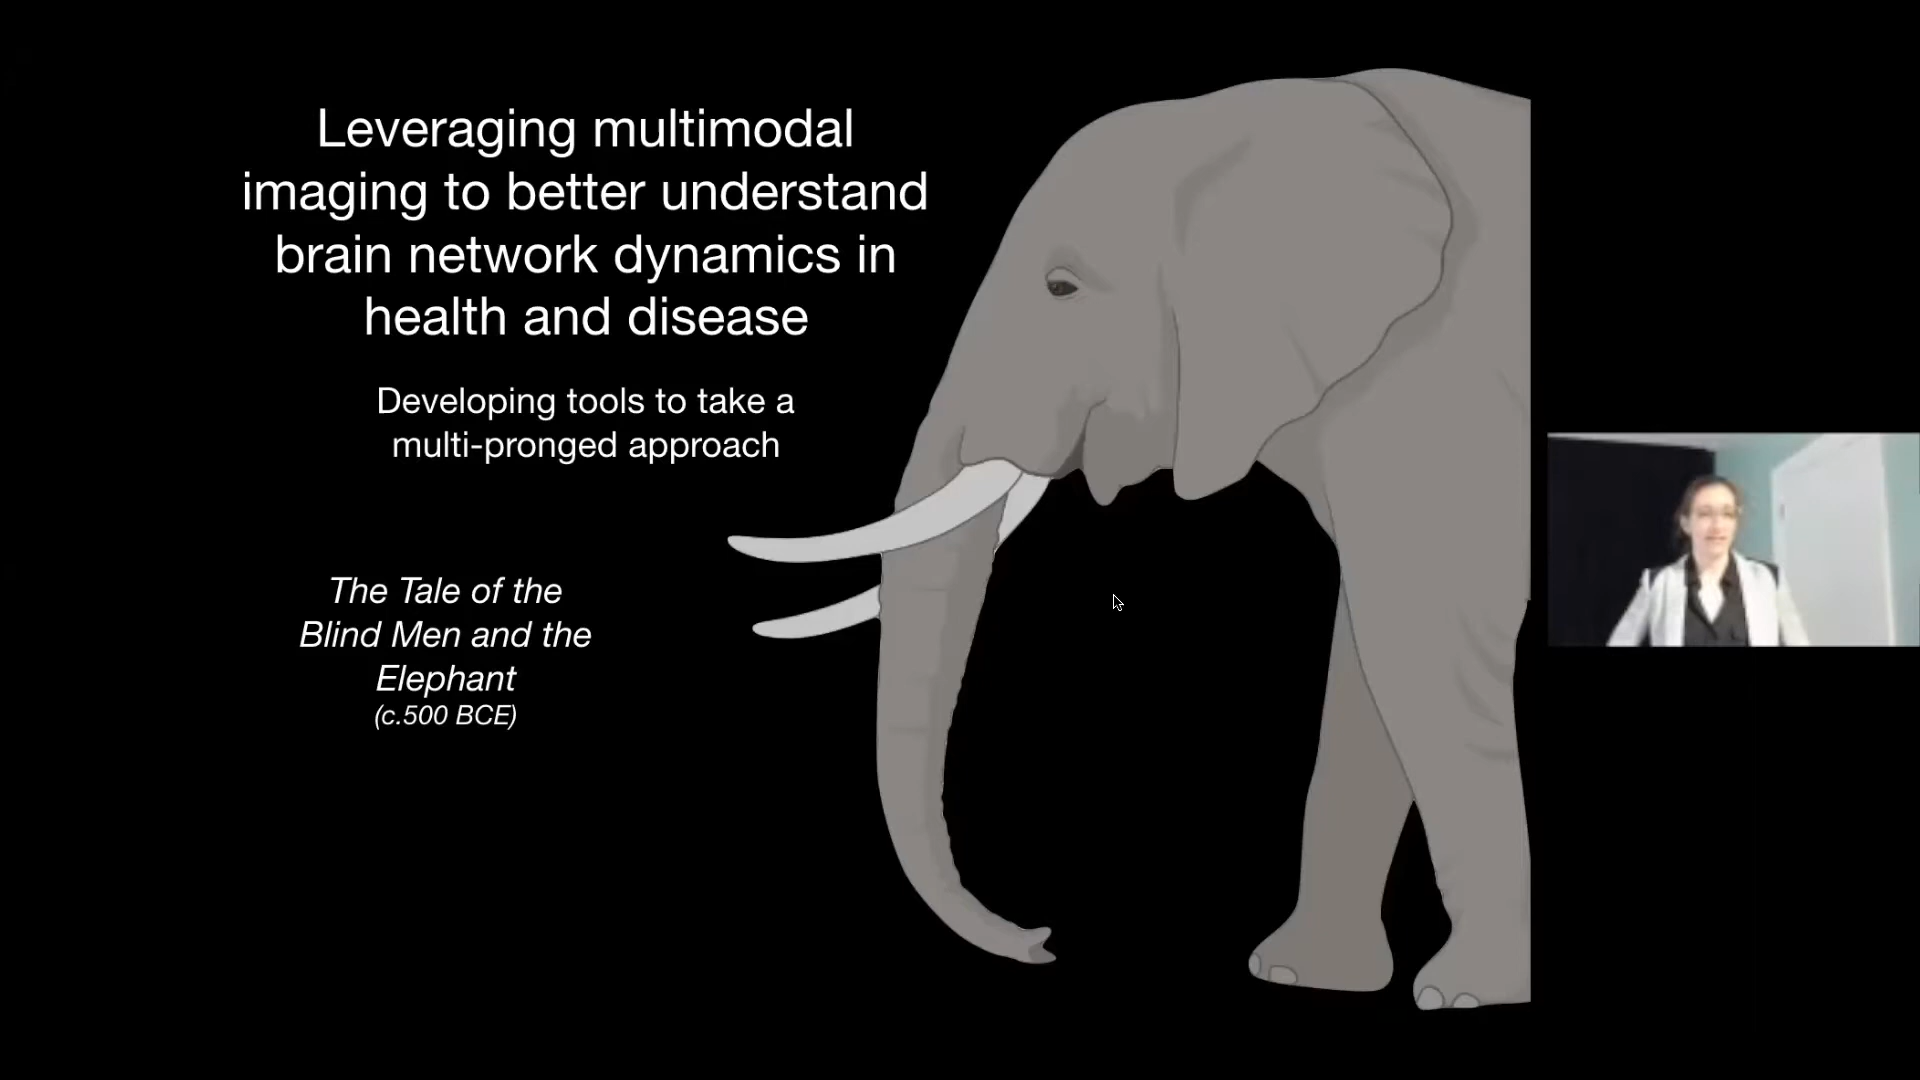 Leveraging multimodal
imaging to better understand
brain network dynamics in
health and disease
Developing tools to take a
multi-pronged approach
The Tale of the
Blind Men and the
Elephant
(c.500 BCE)